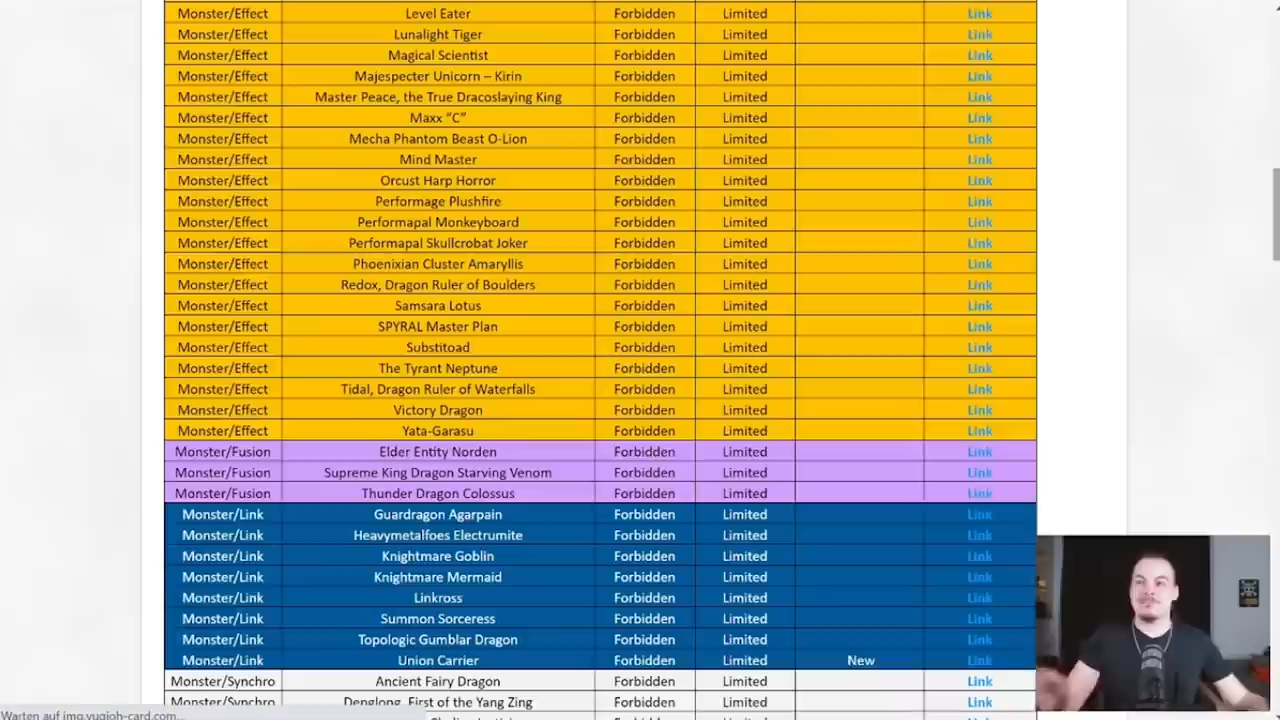 Monster/Effect Level Eater Forbidden Limited Link
Monster/Effect Lunalight Tiger Forbidden Limited Link
Monster/Effect Magical Scientist Forbidden Limited Link
Monster/Effect Majespecter Unicorn – Kirin Forbidden Limited Link
Monster/Effect Master Peace, the True Dracoslaying King Forbidden Limited Link
Monster/Effect Maxx “C” Forbidden Limited Link
Monster/Effect Mecha Phantom Beast O-Lion Forbidden Limited Link
Monster/Effect Mind Master Forbidden Limited Link
Monster/Effect Orcust Harp Horror Forbidden Limited Link
Monster/Effect Performage Plushfire Forbidden Limited Link
Monster/Effect Performapal Monkeyboard Forbidden Limited Link
Monster/Effect Performapal Skullcrobat Joker Forbidden Limited Link
Monster/Effect Phoenixian Cluster Amaryllis Forbidden Limited Link
Monster/Effect Redox, Dragon Ruler of Boulders Forbidden Limited Link
Monster/Effect Samsara Lotus Forbidden Limited Link
Monster/Effect SPYRAL Master Plan Forbidden Limited Link
Monster/Effect Substitoad Forbidden Limited Link
Monster/Effect The Tyrant Neptune Forbidden Limited Link
Monster/Effect Tidal, Dragon Ruler of Waterfalls Forbidden Limited Link
Monster/Effect Victory Dragon Forbidden Limited Link
Monster/Effect Yata-Garasu Forbidden Limited Link
Monster/Fusion Elder Entity Norden Forbidden Limited Link
Monster/Fusion Supreme King Dragon Starving Venom Forbidden Limited Link
Monster/Fusion Thunder Dragon Colossus Forbidden Limited Link
Monster/Link Guardragon Agarpain Forbidden Limited Link
Monster/Link Heavymetalfoes Electrumite Forbidden Limited Link
Monster/Link Knightmare Goblin Forbidden Limited Link
Monster/Link Knightmare Mermaid Forbidden Limited Link
Monster/Link Linkross Forbidden Limited Link
Monster/Link Summon Sorceress Forbidden Limited Link
Monster/Link Topologic Gumblar Dragon Forbidden Limited Link
Monster/Link Union Carrier Forbidden Limited New Link
Monster/Synchro Ancient Fairy Dragon Forbidden Limited Link
Monster/Synchro Denglong, First of the Yang Zing Forbidden Limited Link
Warten auf img.yugioh-card.com...